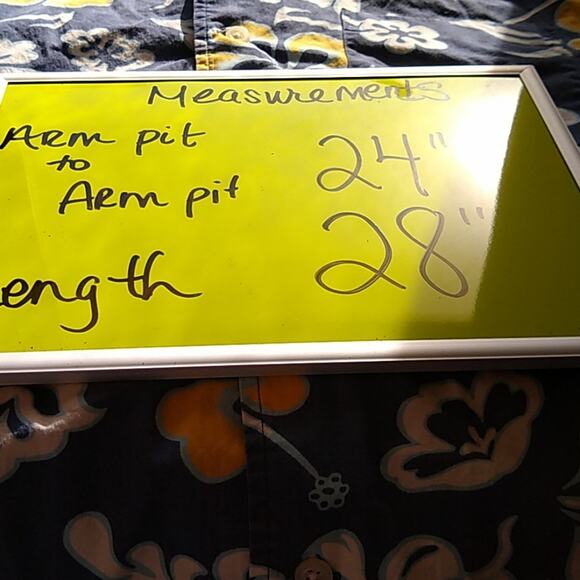 Measurements
Arm pit 24"
to
Arm pit
ength 28"